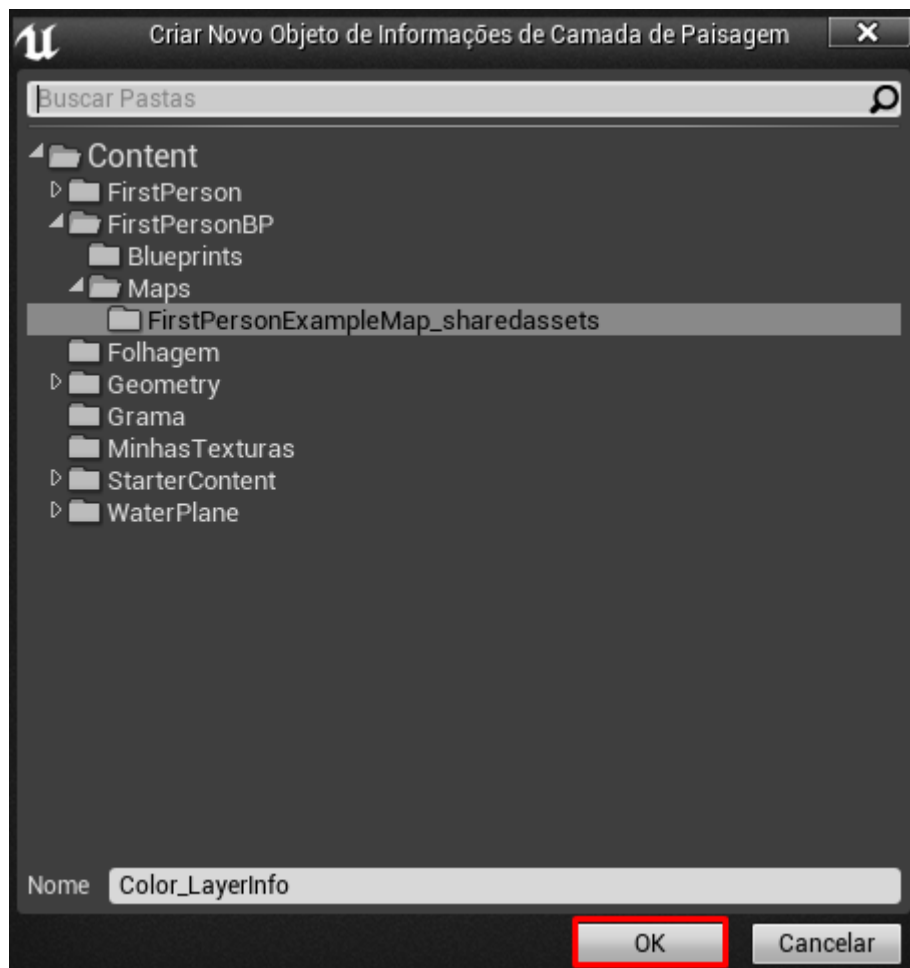 Criar Novo Objeto de Informações de Camada de Paisagem
Buscar Pastas
Content
FirstPerson
FirstPersonBP
Blueprints
Maps
FirstPersonExampleMap_sharedassets
Folhagem
Geometry
Grama
MinhasTexturas
StarterContent
WaterPlane
Nome Color_LayerInfo
OK Cancelar